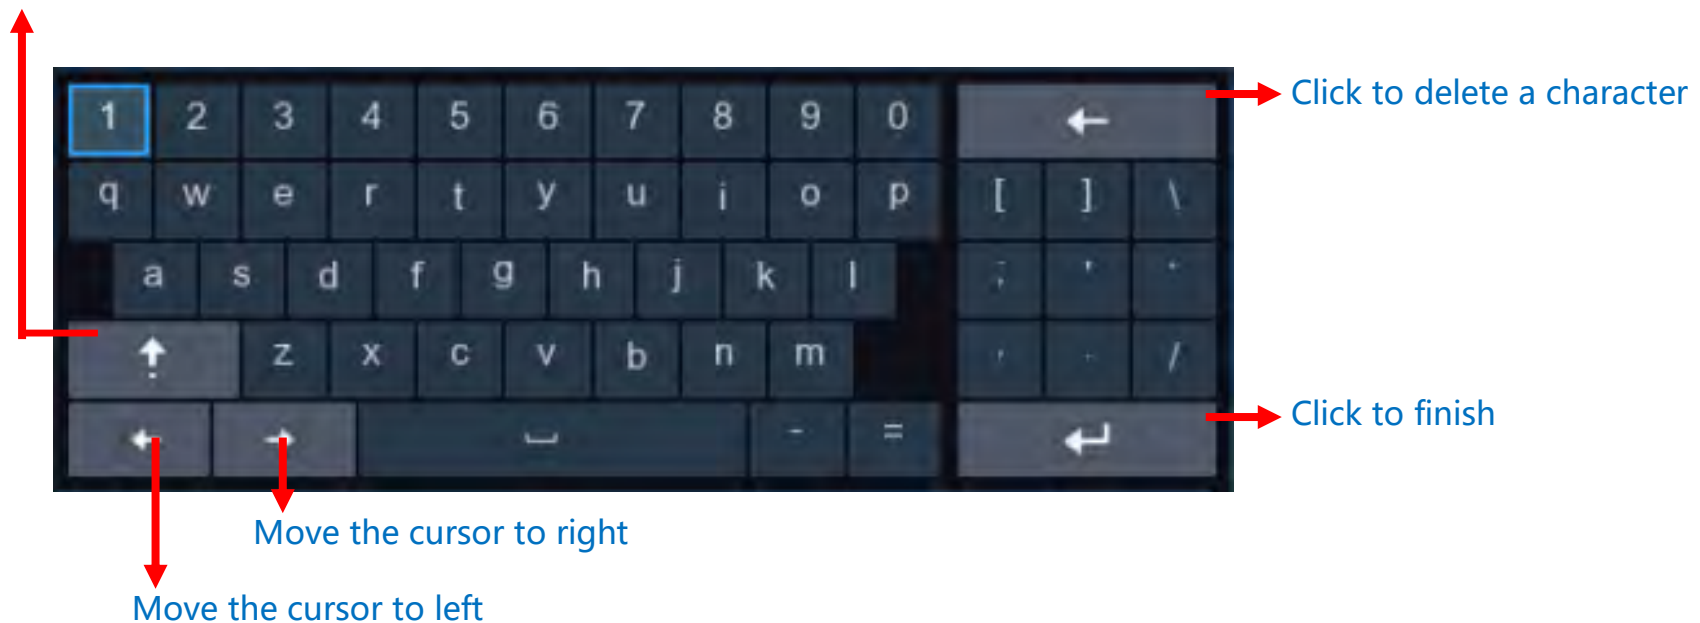 1 2 3 4 5 6 7 8 9 0
Click to delete a character
q w e r t y u i o p [ ] \
a s d f g h j k l ; '
z x c v b n m , . /
Click to finish
- =
Move the cursor to right
Move the cursor to left